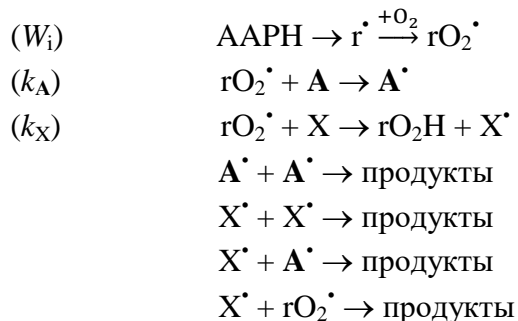 (Wi) AAPH → r• +O2→ rO2•
(kA) rO2• + A → A•
(kX) rO2• + X → rO2H + X•
A• + A• → продукты
X• + X• → продукты
X• + A• → продукты
X• + rO2• → продукты